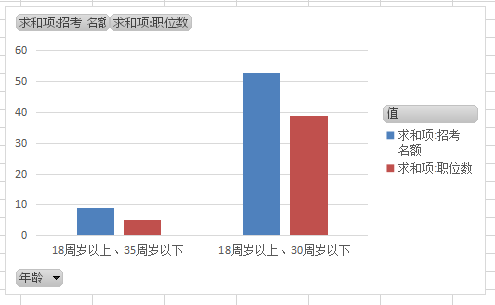 求和项:招考 名额 求和项:职位数
60
50
40
30
20
10
0
18周岁以上、35周岁以下 18周岁以上、30周岁以下
值
求和项:招考
名额
求和项:职位数
年龄